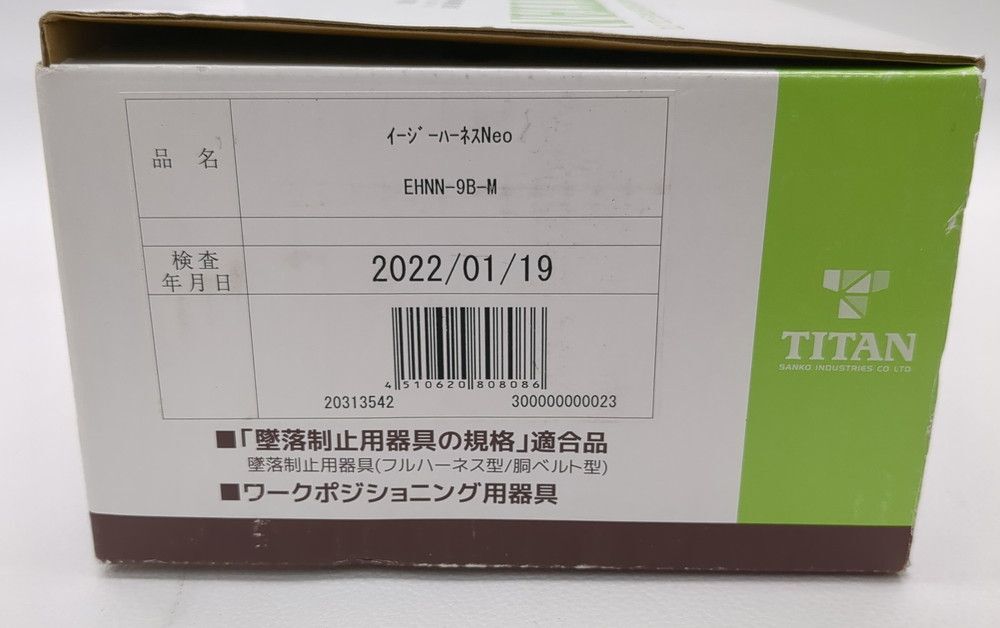 品 名
ｲｰｼﾞｰﾊｰﾈｽNeo
EHNN-9B-M
検査
年月日
2022/01/19
4 510620 808086
20313542
300000000023
■「墜落制止用器具の規格」適合品
墜落制止用器具(フルハーネス型/胴ベルト型)
■ワークポジショニング用器具
TITAN
SANKO INDUSTRIES CO LTD